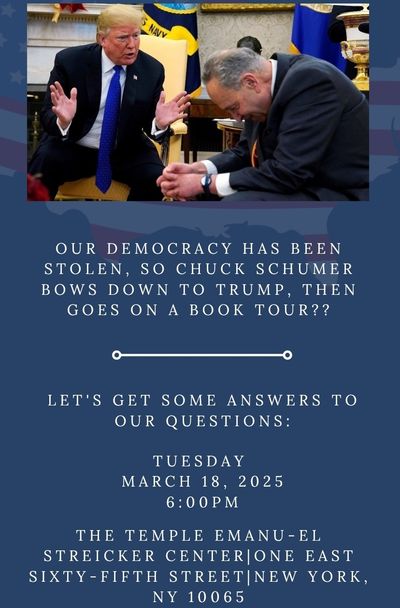 OUR DEMOCRACY HAS BEEN
STOLEN, SO CHUCK SCHUMER
BOWS DOWN TO TRUMP, THEN
GOES ON A BOOK TOUR??
LET'S GET SOME ANSWERS TO
OUR QUESTIONS:
TUESDAY
MARCH 18, 2025
6:00PM
THE TEMPLE EMANU-EL
STREICKER CENTER|ONE EAST
SIXTY-FIFTH STREET|NEW YORK,
NY 10065